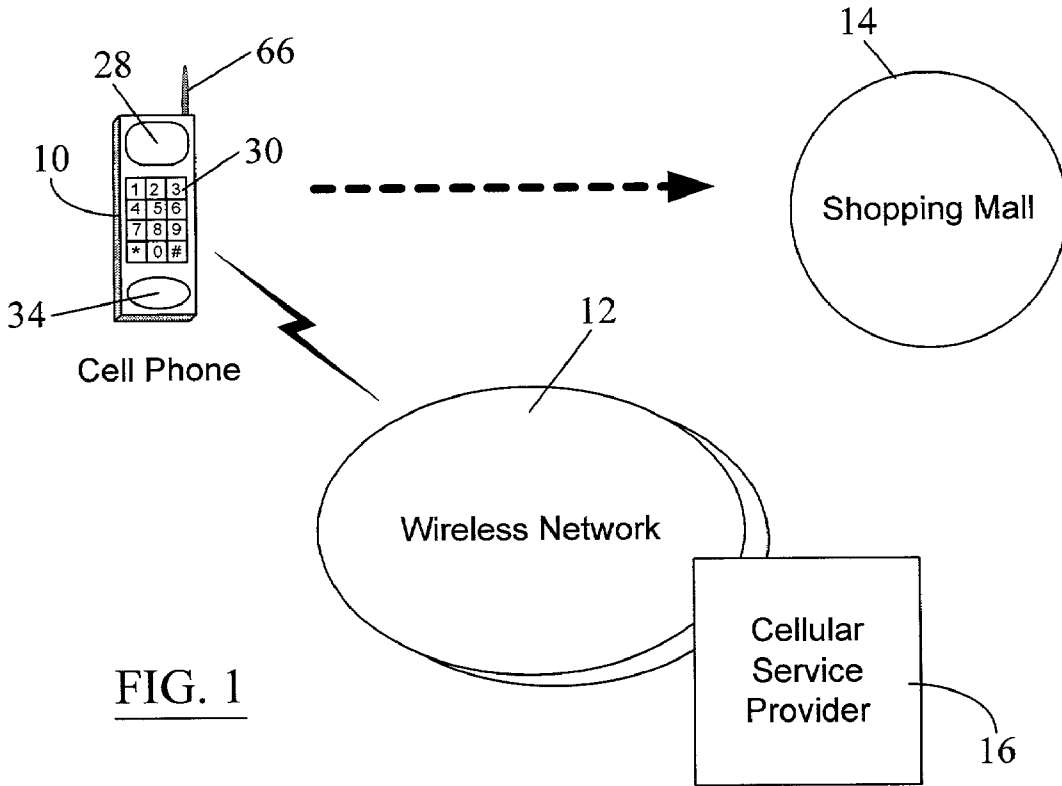 14
66
28
10
30
1 2 3
4 5 6
7 8 9
* 0 #
Shopping Mall
34
Cell Phone
12
Wireless Network
Cellular
Service
Provider
FIG. 1
16